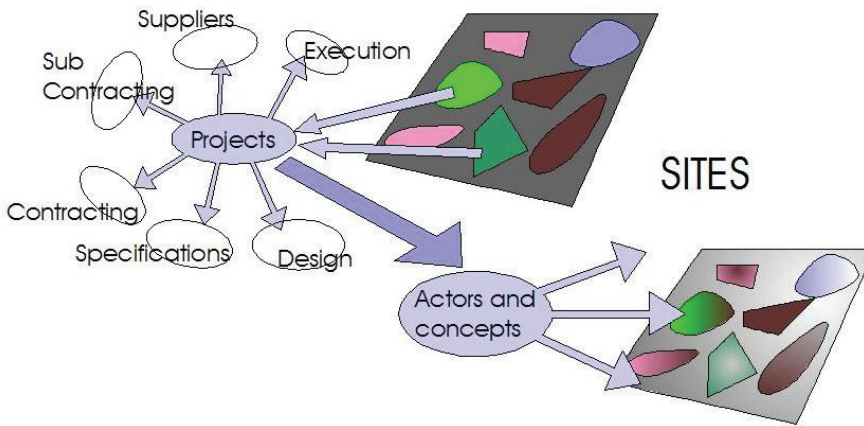 Suppliers
Execution
Sub
Contracting
Projects
SITES
Contracting
Specifications
Design
Actors and
concepts